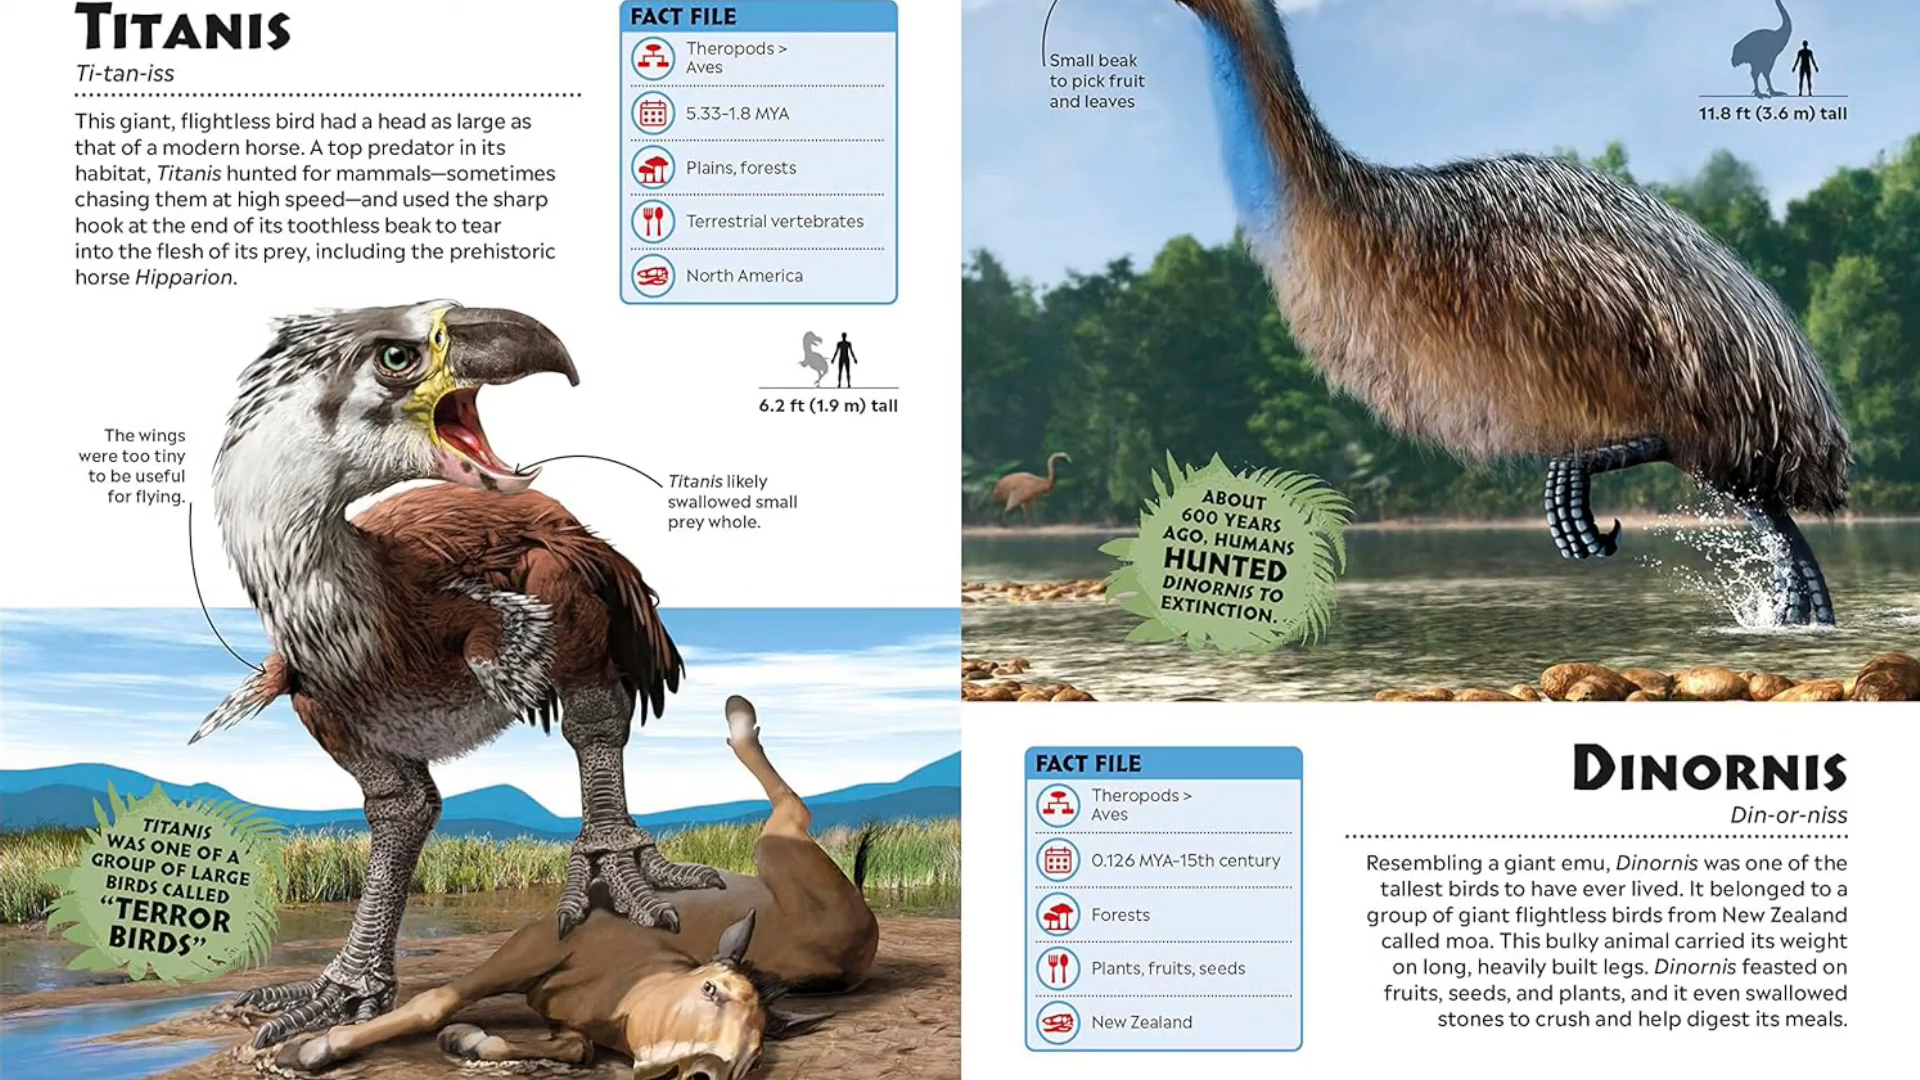 TITANIS
Ti-tan-iss
This giant, flightless bird had a head as large as
that of a modern horse. A top predator in its
habitat, Titanis hunted for mammals—sometimes
chasing them at high speed—and used the sharp
hook at the end of its toothless beak to tear
into the flesh of its prey, including the prehistoric
horse Hipparion.
FACT FILE
Theropods >
Aves
5.33–1.8 MYA
Plains, forests
Terrestrial vertebrates
North America
6.2 ft (1.9 m) tall
The wings
were too tiny
to be useful
for flying.
Titanis likely
swallowed small
prey whole.
TITANIS
WAS ONE OF A
GROUP OF LARGE
BIRDS CALLED
“TERROR
BIRDS”
Small beak
to pick fruit
and leaves
11.8 ft (3.6 m) tall
ABOUT
600 YEARS
AGO, HUMANS
HUNTED
DINORNIS TO
EXTINCTION.
FACT FILE
Theropods >
Aves
0.126 MYA–15th century
Forests
Plants, fruits, seeds
New Zealand
DINORNIS
Din-or-niss
Resembling a giant emu, Dinornis was one of the
tallest birds to have ever lived. It belonged to a
group of giant flightless birds from New Zealand
called moa. This bulky animal carried its weight
on long, heavily built legs. Dinornis feasted on
fruits, seeds, and plants, and it even swallowed
stones to crush and help digest its meals.